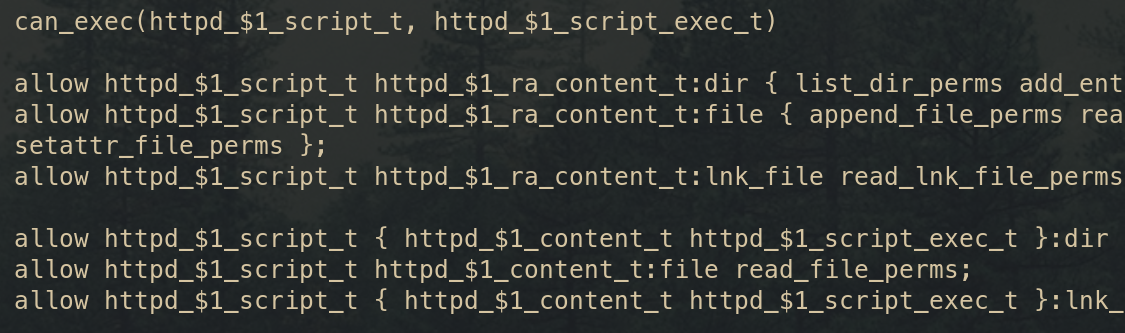 can_exec(httpd_$1_script_t, httpd_$1_script_exec_t)
allow httpd_$1_script_t httpd_$1_ra_content_t:dir { list_dir_perms add_ent
allow httpd_$1_script_t httpd_$1_ra_content_t:file { append_file_perms rea
setattr_file_perms };
allow httpd_$1_script_t httpd_$1_ra_content_t:lnk_file read_lnk_file_perms
allow httpd_$1_script_t { httpd_$1_content_t httpd_$1_script_exec_t }:dir
allow httpd_$1_script_t httpd_$1_content_t:file read_file_perms;
allow httpd_$1_script_t { httpd_$1_content_t httpd_$1_script_exec_t }:lnk_